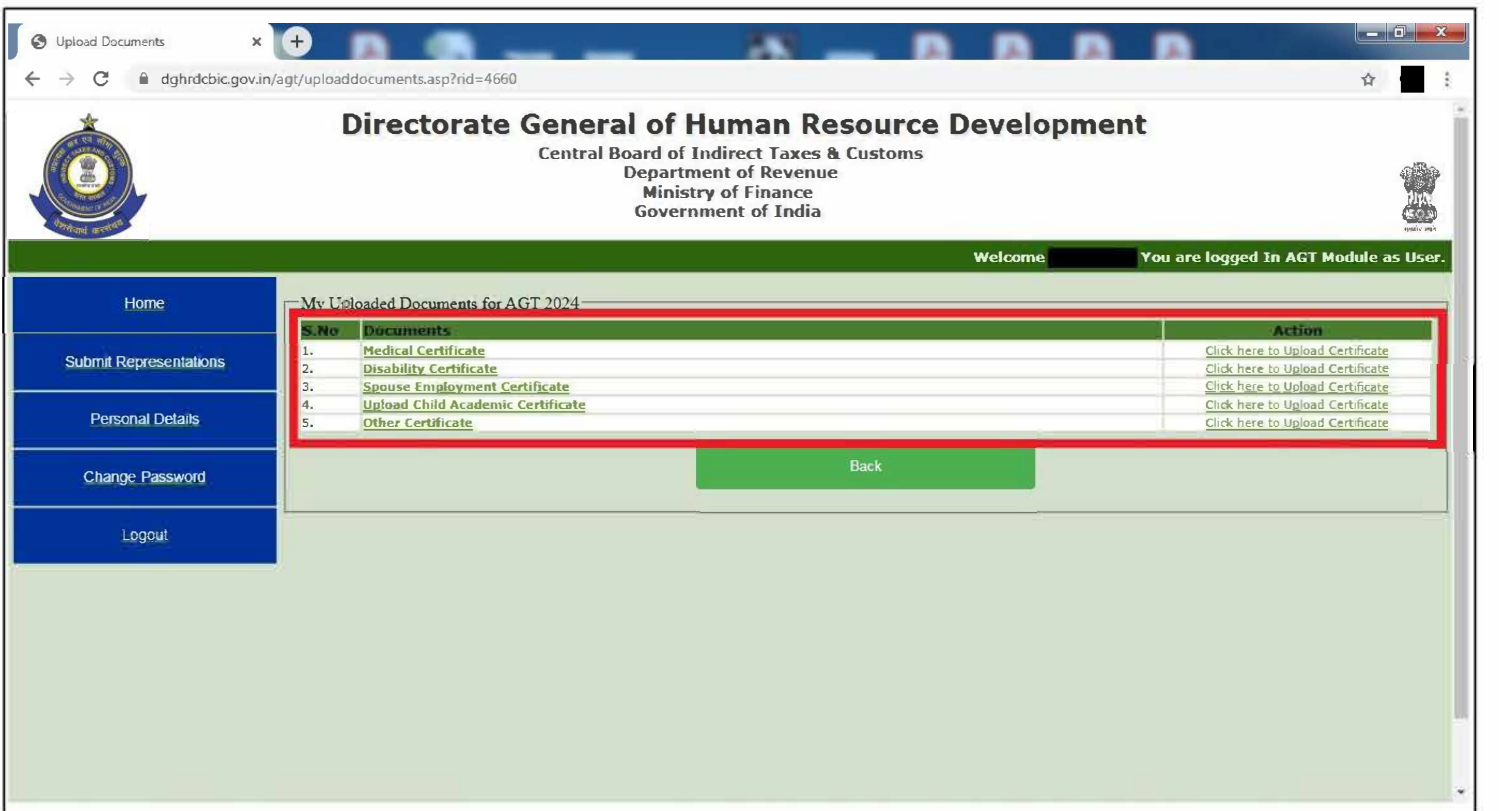 Upload Documents
dghrdcbic.gov.in/agt/uploaddocuments.asp?rid=4660
Directorate General of Human Resource Development
Central Board of Indirect Taxes & Customs
Department of Revenue
Ministry of Finance
Government of India
Welcome You are logged In AGT Module as User.
Home
Submit Representations
Personal Details
Change Password
Logout
My Uploaded Documents for AGT 2024
S.No Documents Action
1. Medical Certificate Click here to Upload Certificate
2. Disability Certificate Click here to Upload Certificate
3. Spouse Employment Certificate Click here to Upload Certificate
4. Upload Child Academic Certificate Click here to Upload Certificate
5. Other Certificate Click here to Upload Certificate
Back